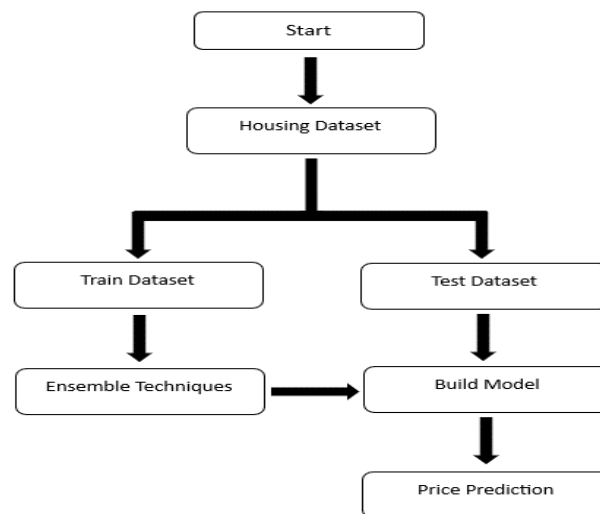 Start
Housing Dataset
Train Dataset
Test Dataset
Ensemble Techniques
Build Model
Price Prediction